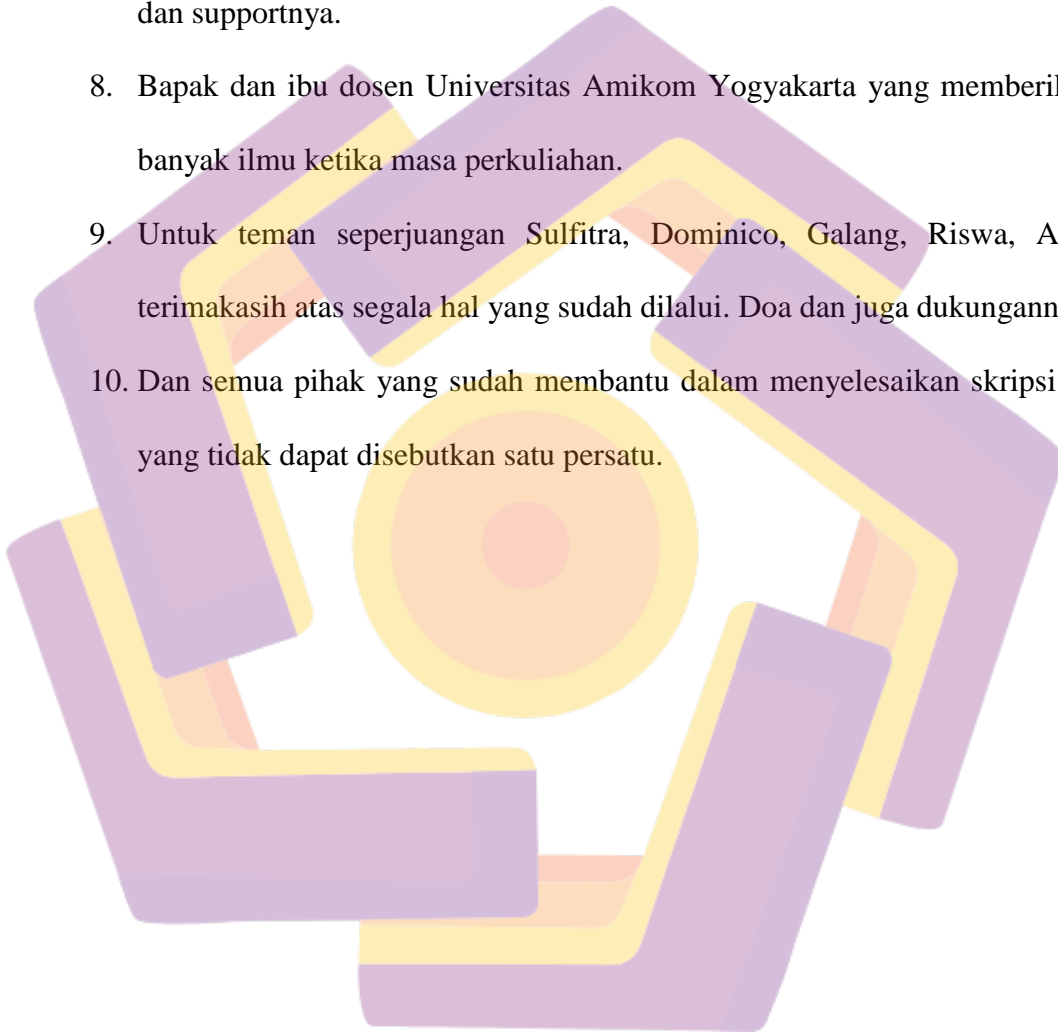 dan supportnya.
8. Bapak dan ibu dosen Universitas Amikom Yogyakarta yang
banyak ilmu ketika masa perkuliahan.
9. Untuk teman seperjuangan Sulfitra, Dominico, Galang, Riswa,
terimakasih atas segala hal yang sudah dilalui. Doa dan juga
10. Dan semua pihak yang sudah membantu dalam menyelesaikan skripsi
yang tidak dapat disebutkan satu persatu.